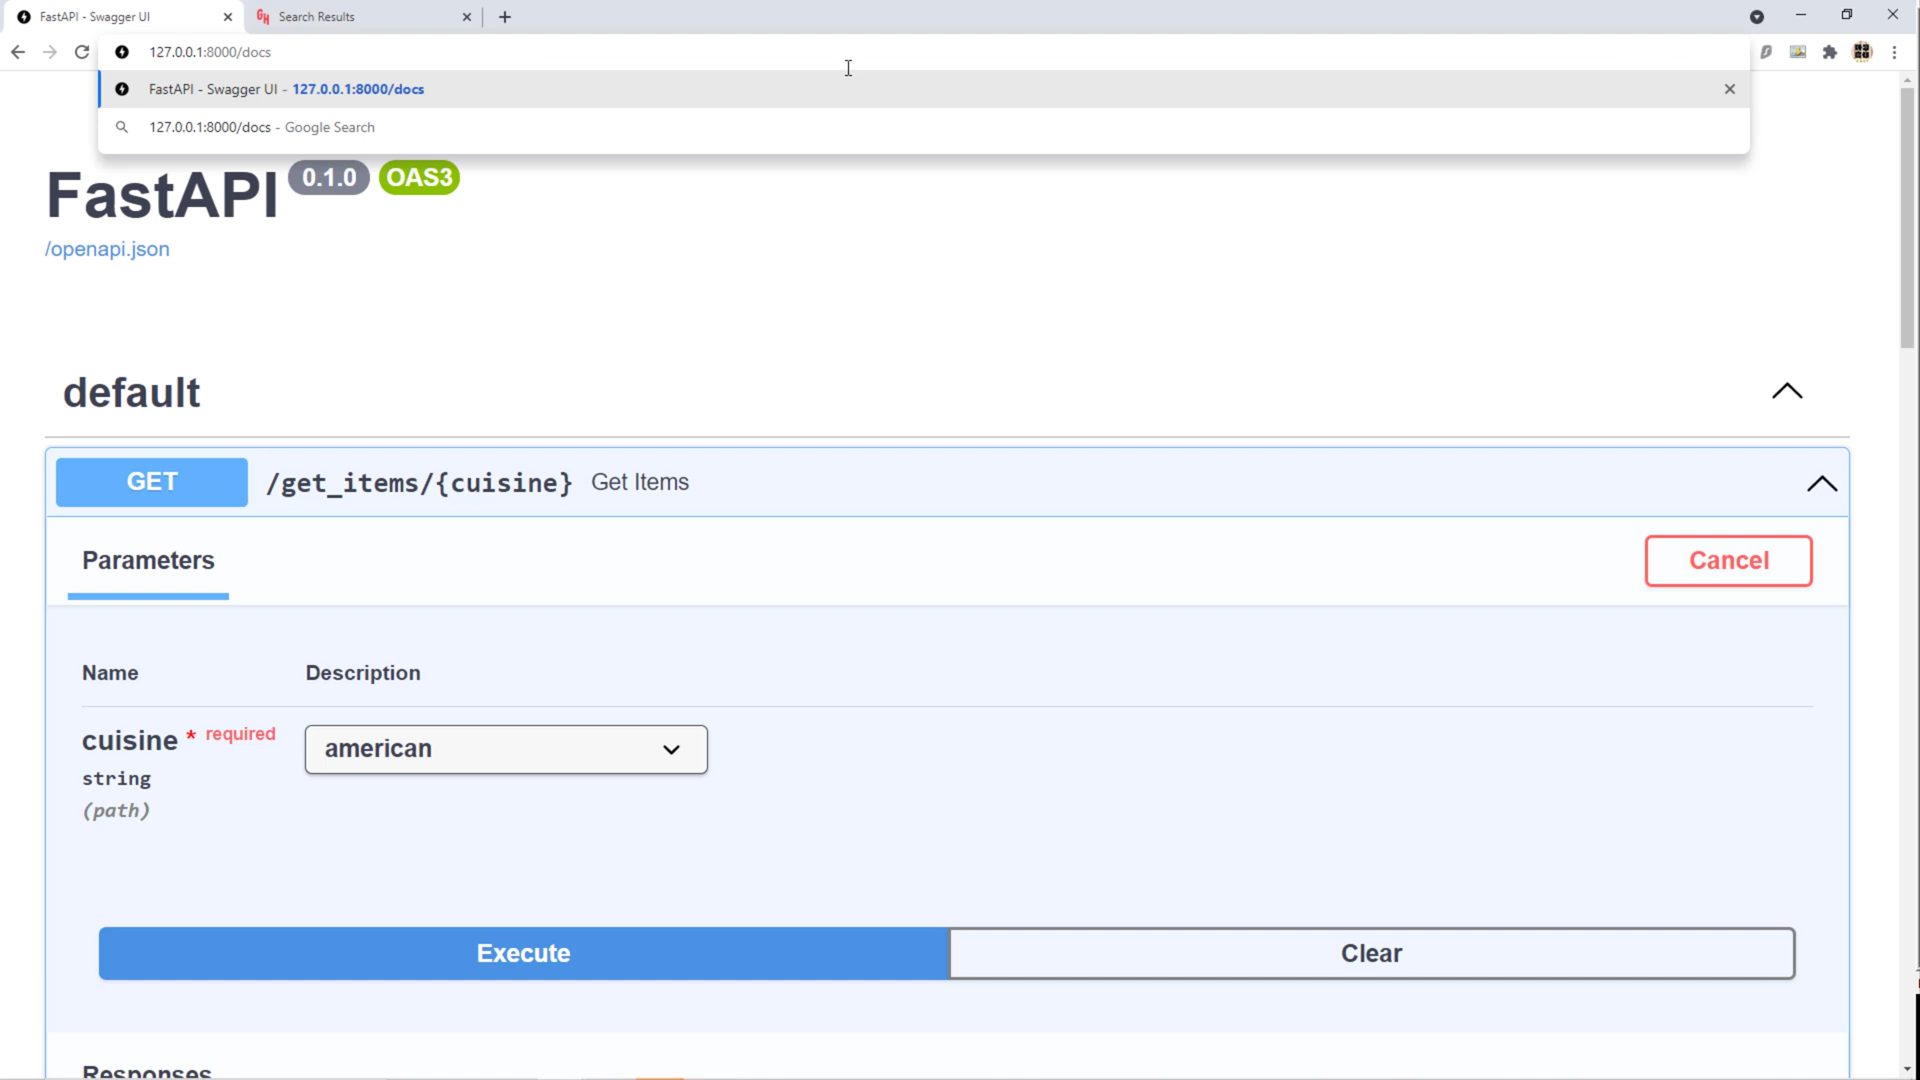 FastAPI - Swagger UI
GH Search Results
127.0.0.1:8000/docs
FastAPI - Swagger UI - 127.0.0.1:8000/docs
127.0.0.1:8000/docs - Google Search
FastAPI 0.1.0 OAS3
/openapi.json
default
GET /get_items/{cuisine} Get Items
Parameters
Cancel
Name Description
cuisine * required
american
string
(path)
Execute
Clear
Responses